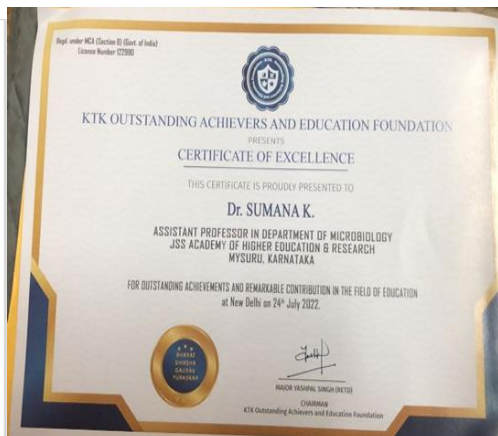 Regd. under MCA (Section 8) (Govt. of India)
License Number 122990
KTK OUTSTANDING ACHIEVERS AND EDUCATION FOUNDATION
PRESENTS
CERTIFICATE OF EXCELLENCE
THIS CERTIFICATE IS PROUDLY PRESENTED TO
Dr. SUMANA K.
ASSISTANT PROFESSOR IN DEPARTMENT OF MICROBIOLOGY
JSS ACADEMY OF HIGHER EDUCATION & RESEARCH
MYSURU, KARNATAKA
FOR OUTSTANDING ACHIEVEMENTS AND REMARKABLE CONTRIBUTION IN THE FIELD OF EDUCATION
at New Delhi on 24th July 2022.
BHARAT
SHIKSHA
GAURAV
PURASKAR
MAJOR YASHPAL SINGH (RETD)
CHAIRMAN
KTK Outstanding Achievers and Education Foundation